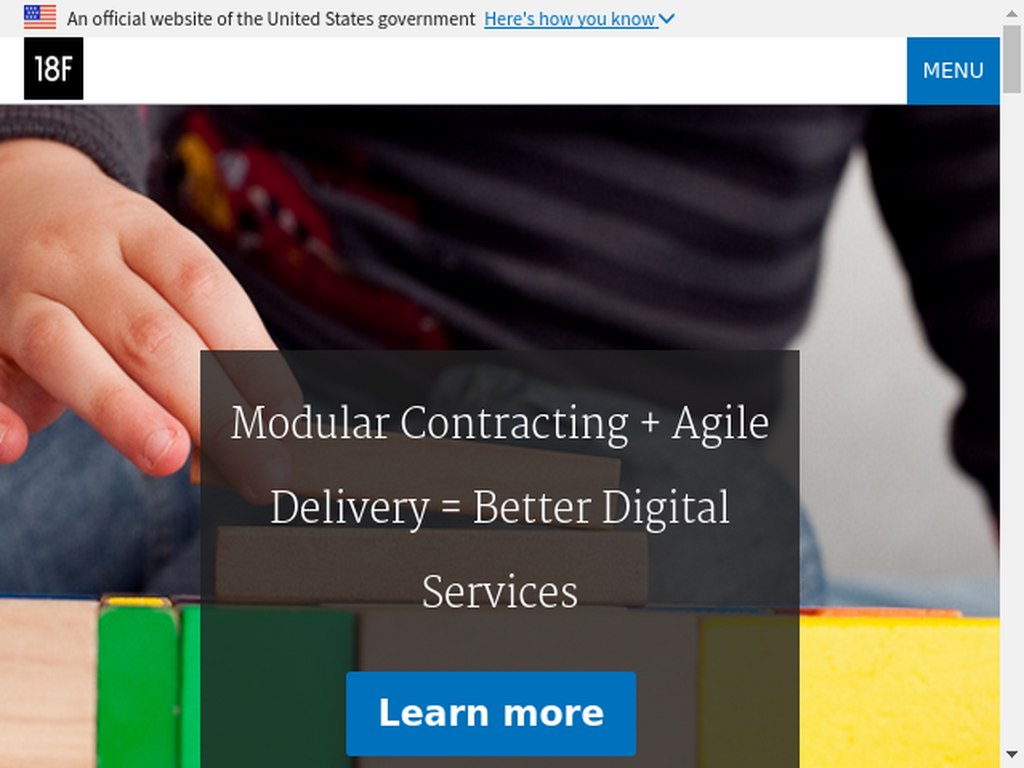 An official website of the United States government Here's how you know
18F
MENU
Modular Contracting + Agile
Delivery = Better Digital
Services
Learn more